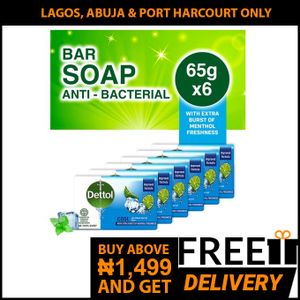 LAGOS, ABUJA & PORT HARCOURT ONLY
BAR
SOAP
ANTI - BACTERIAL
65g
x6
WITH EXTRA
BURST OF
MENTHOL
FRESHNESS
Dettol
COOL
BUY ABOVE
₦1,499
AND GET
FREE
DELIVERY